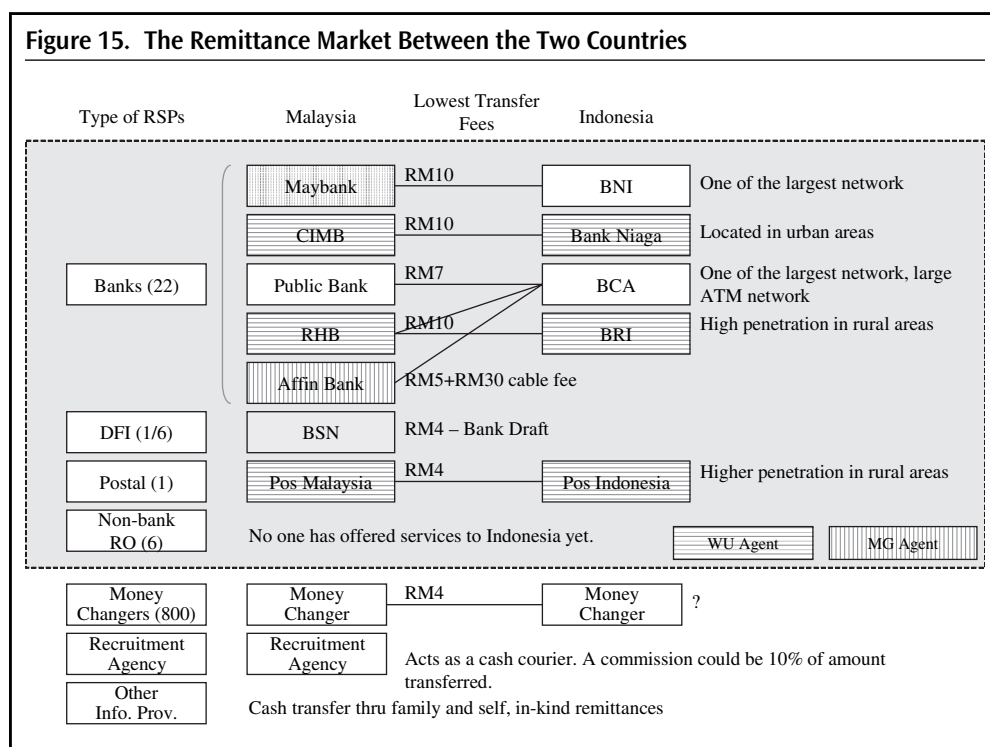 Figure 15. The Remittance Market Between the Two Countries
Type of RSPs
Malaysia
Lowest Transfer
Fees
Indonesia
Banks (22)
Maybank
RM10
BNI
One of the largest network
CIMB
RM10
Bank Niaga
Located in urban areas
Public Bank
RM7
BCA
One of the largest network, large
ATM network
RHB
RM10
BRI
High penetration in rural areas
Affin Bank
RM5+RM30 cable fee
DFI (1/6)
BSN
RM4 – Bank Draft
Postal (1)
Pos Malaysia
RM4
Pos Indonesia
Higher penetration in rural areas
Non-bank
RO (6)
No one has offered services to Indonesia yet.
WU Agent
MG Agent
Money
Changers (800)
Money
Changer
RM4
Money
Changer
?
Recruitment
Agency
Recruitment
Agency
Acts as a cash courier. A commission could be 10% of amount
transferred.
Other
Info. Prov.
Cash transfer thru family and self, in-kind remittances